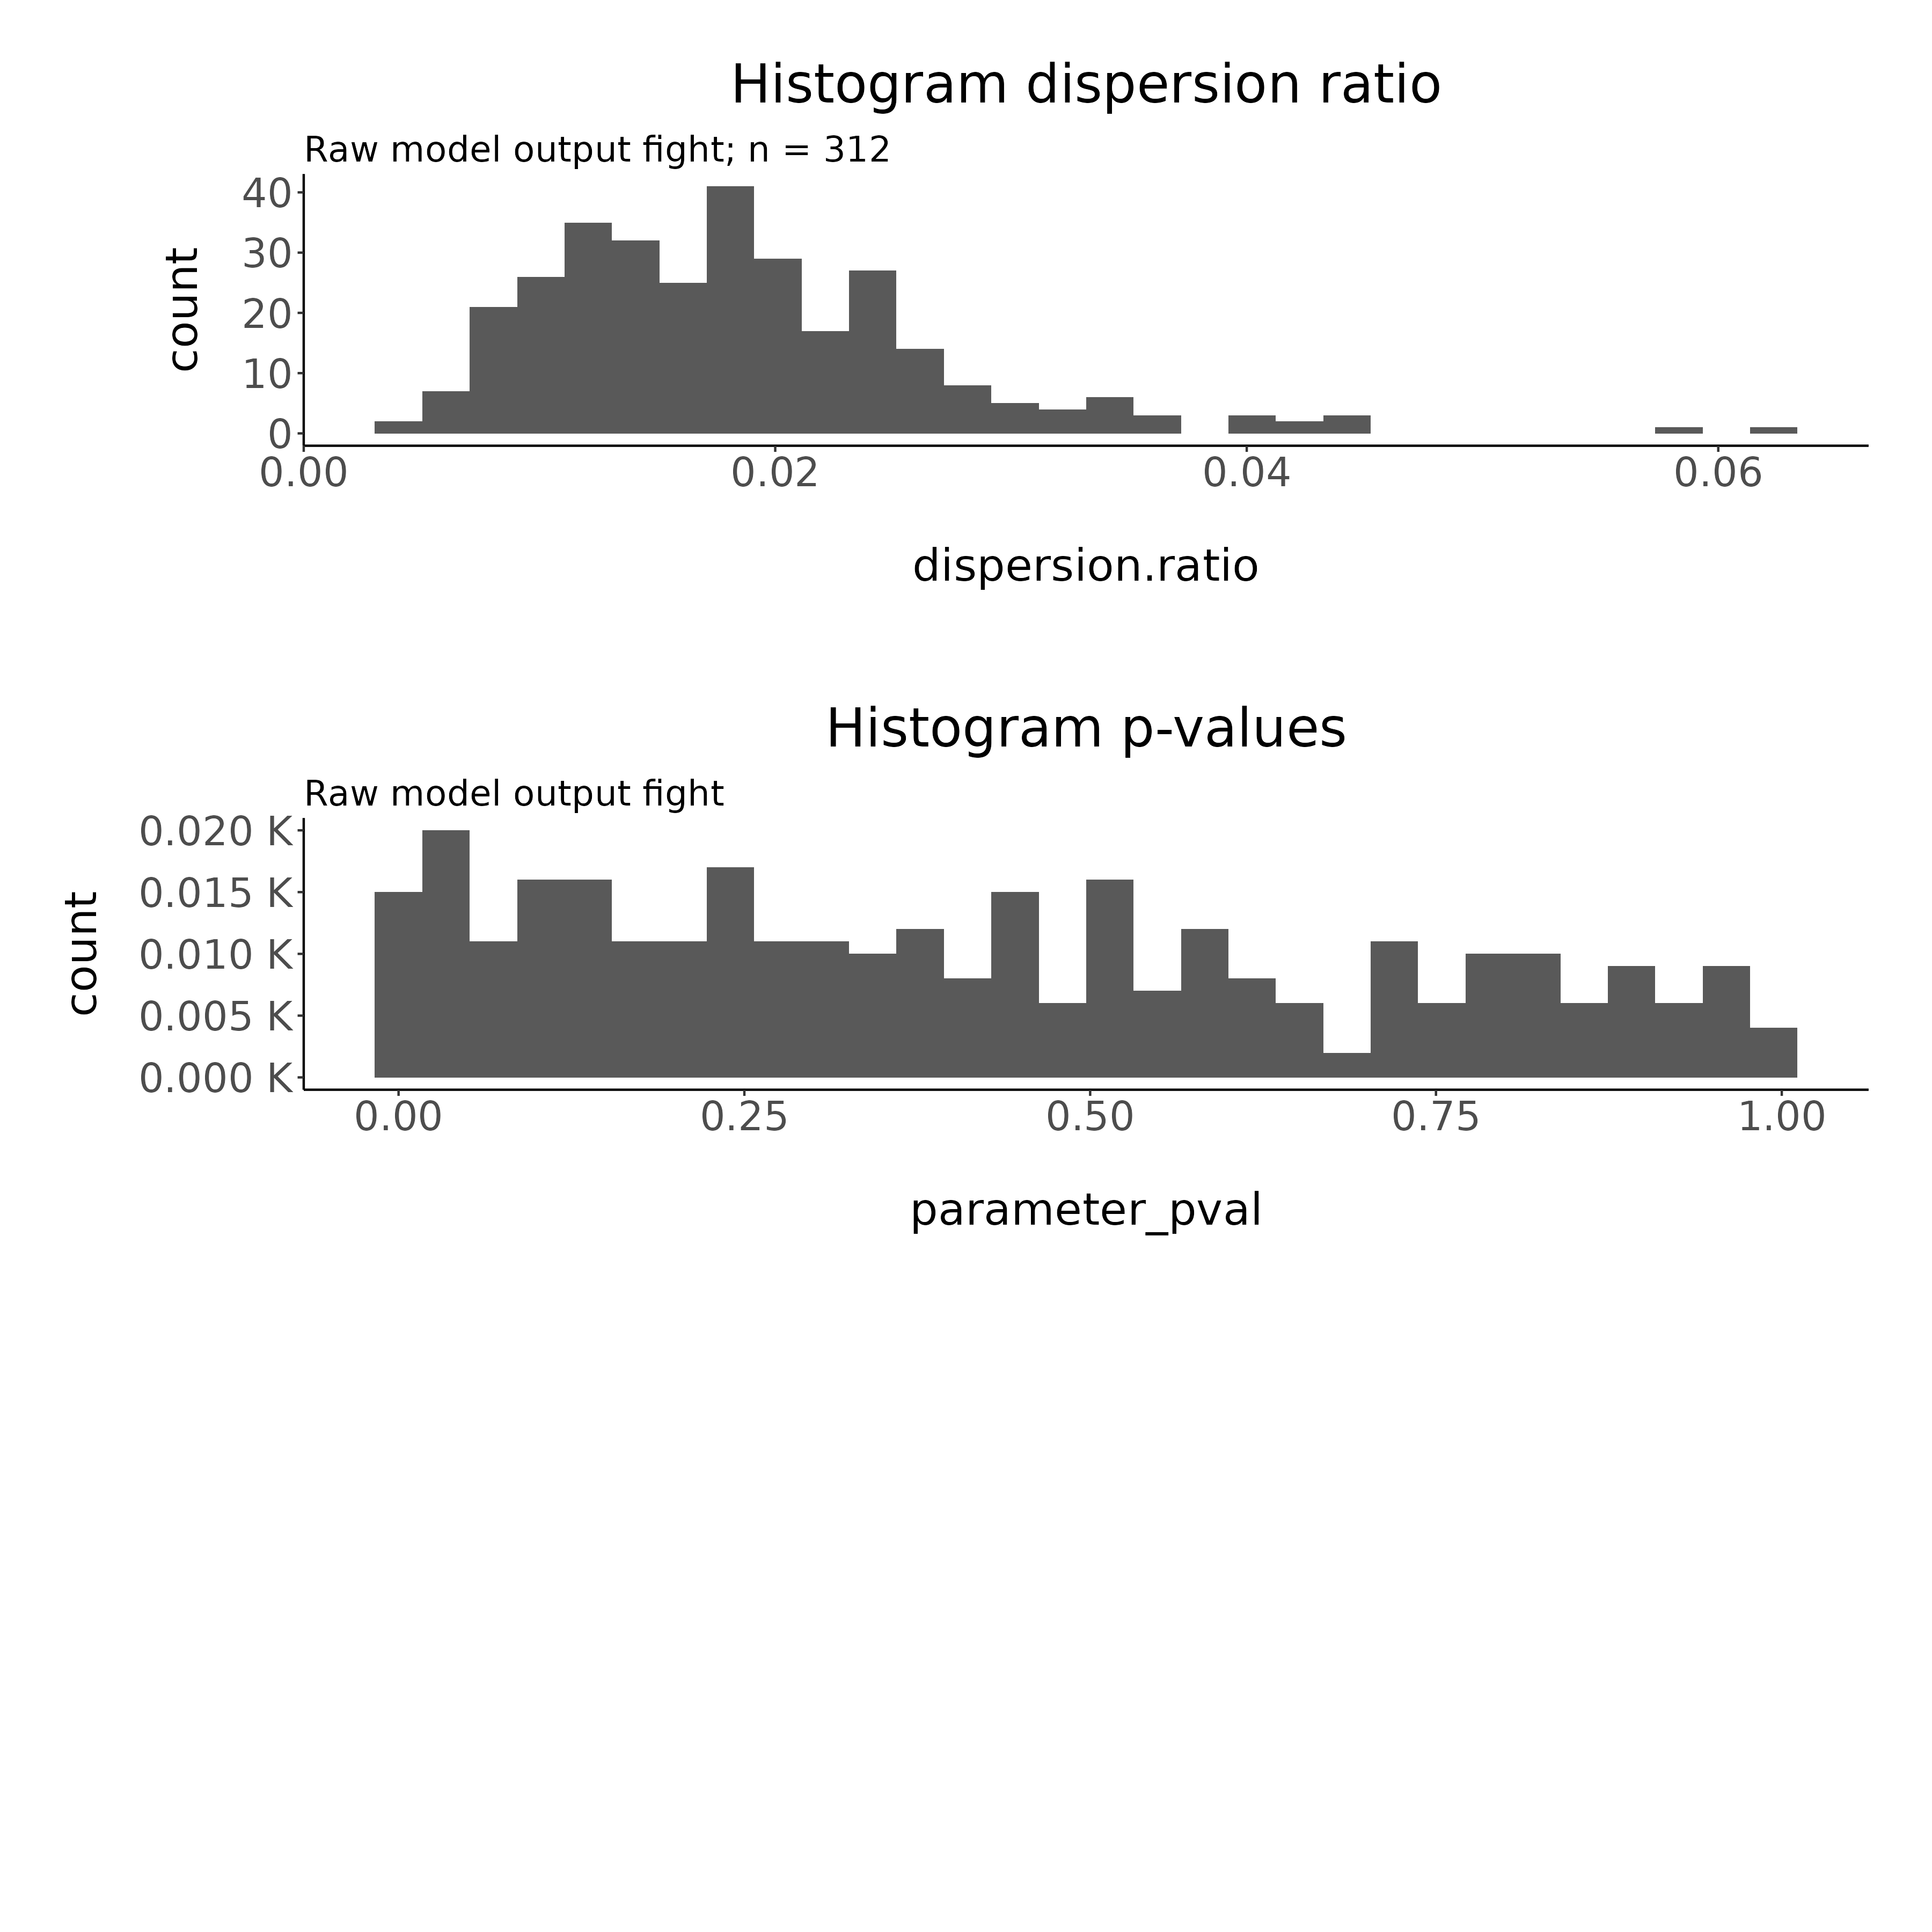 Histogram dispersion ratio
Raw model output fight; n = 312
count
40
30
20
10
0
0.00 0.02 0.04 0.06
dispersion.ratio
Histogram p-values
Raw model output fight
count
0.020 K
0.015 K
0.010 K
0.005 K
0.000 K
0.00 0.25 0.50 0.75 1.00
parameter_pval